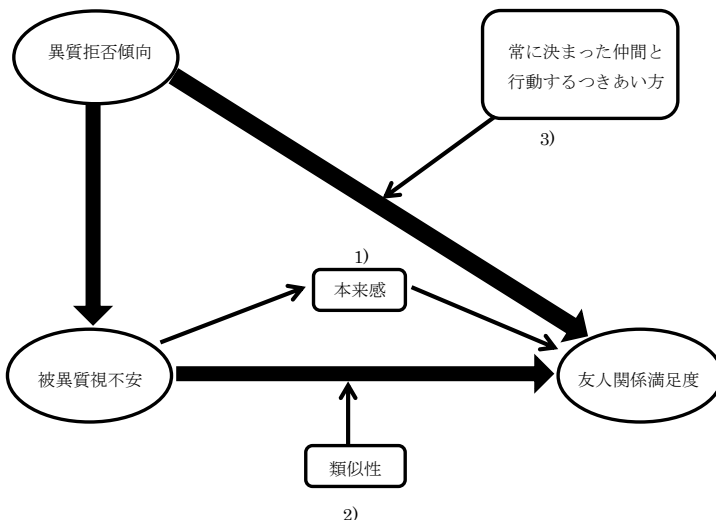 異質拒否傾向
常に決まった仲間と
行動するつきあい方
3)
1)
本来感
被異質視不安
友人関係満足度
類似性
2)